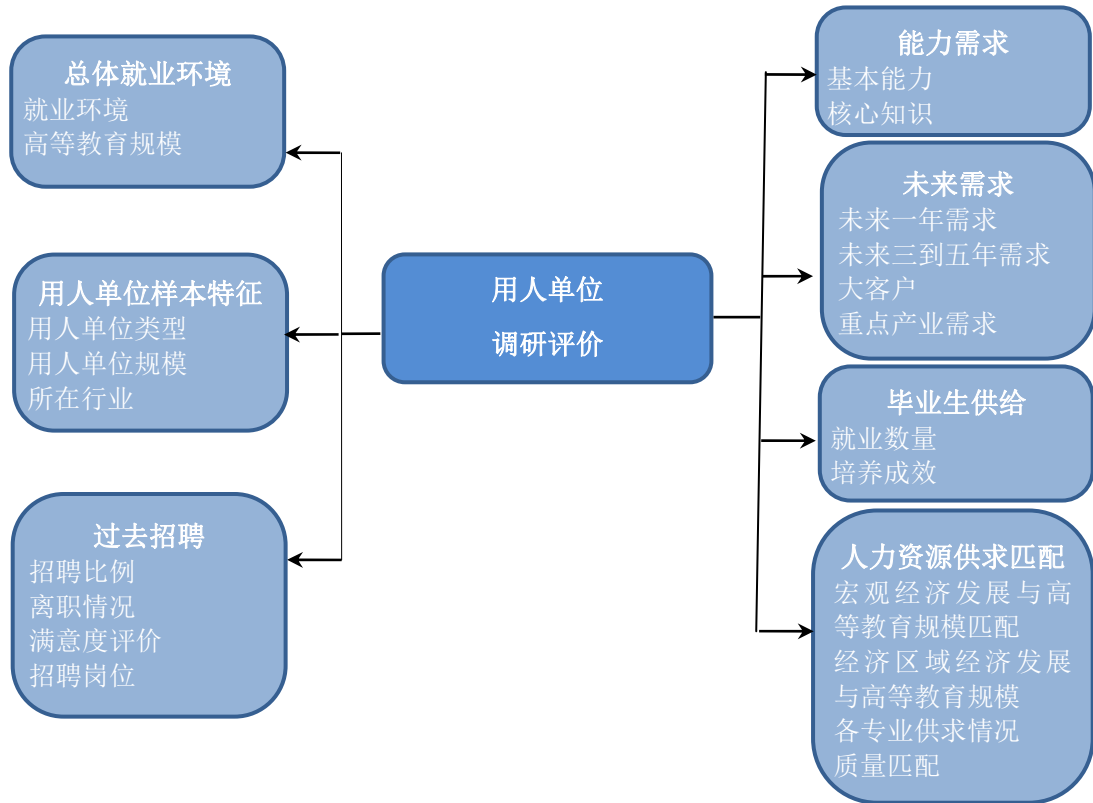 总体就业环境
就业环境
高等教育规模
用人单位样本特征
用人单位类型
用人单位规模
所在行业
过去招聘
招聘比例
离职情况
满意度评价
招聘岗位
用人单位
调研评价
能力需求
基本能力
核心知识
未来需求
未来一年需求
未来三到五年需求
大客户
重点产业需求
毕业生供给
就业数量
培养成效
人力资源供求匹配
宏观经济发展与高
等教育规模匹配
经济区域经济发展
与高等教育规模
各专业供求情况
质量匹配